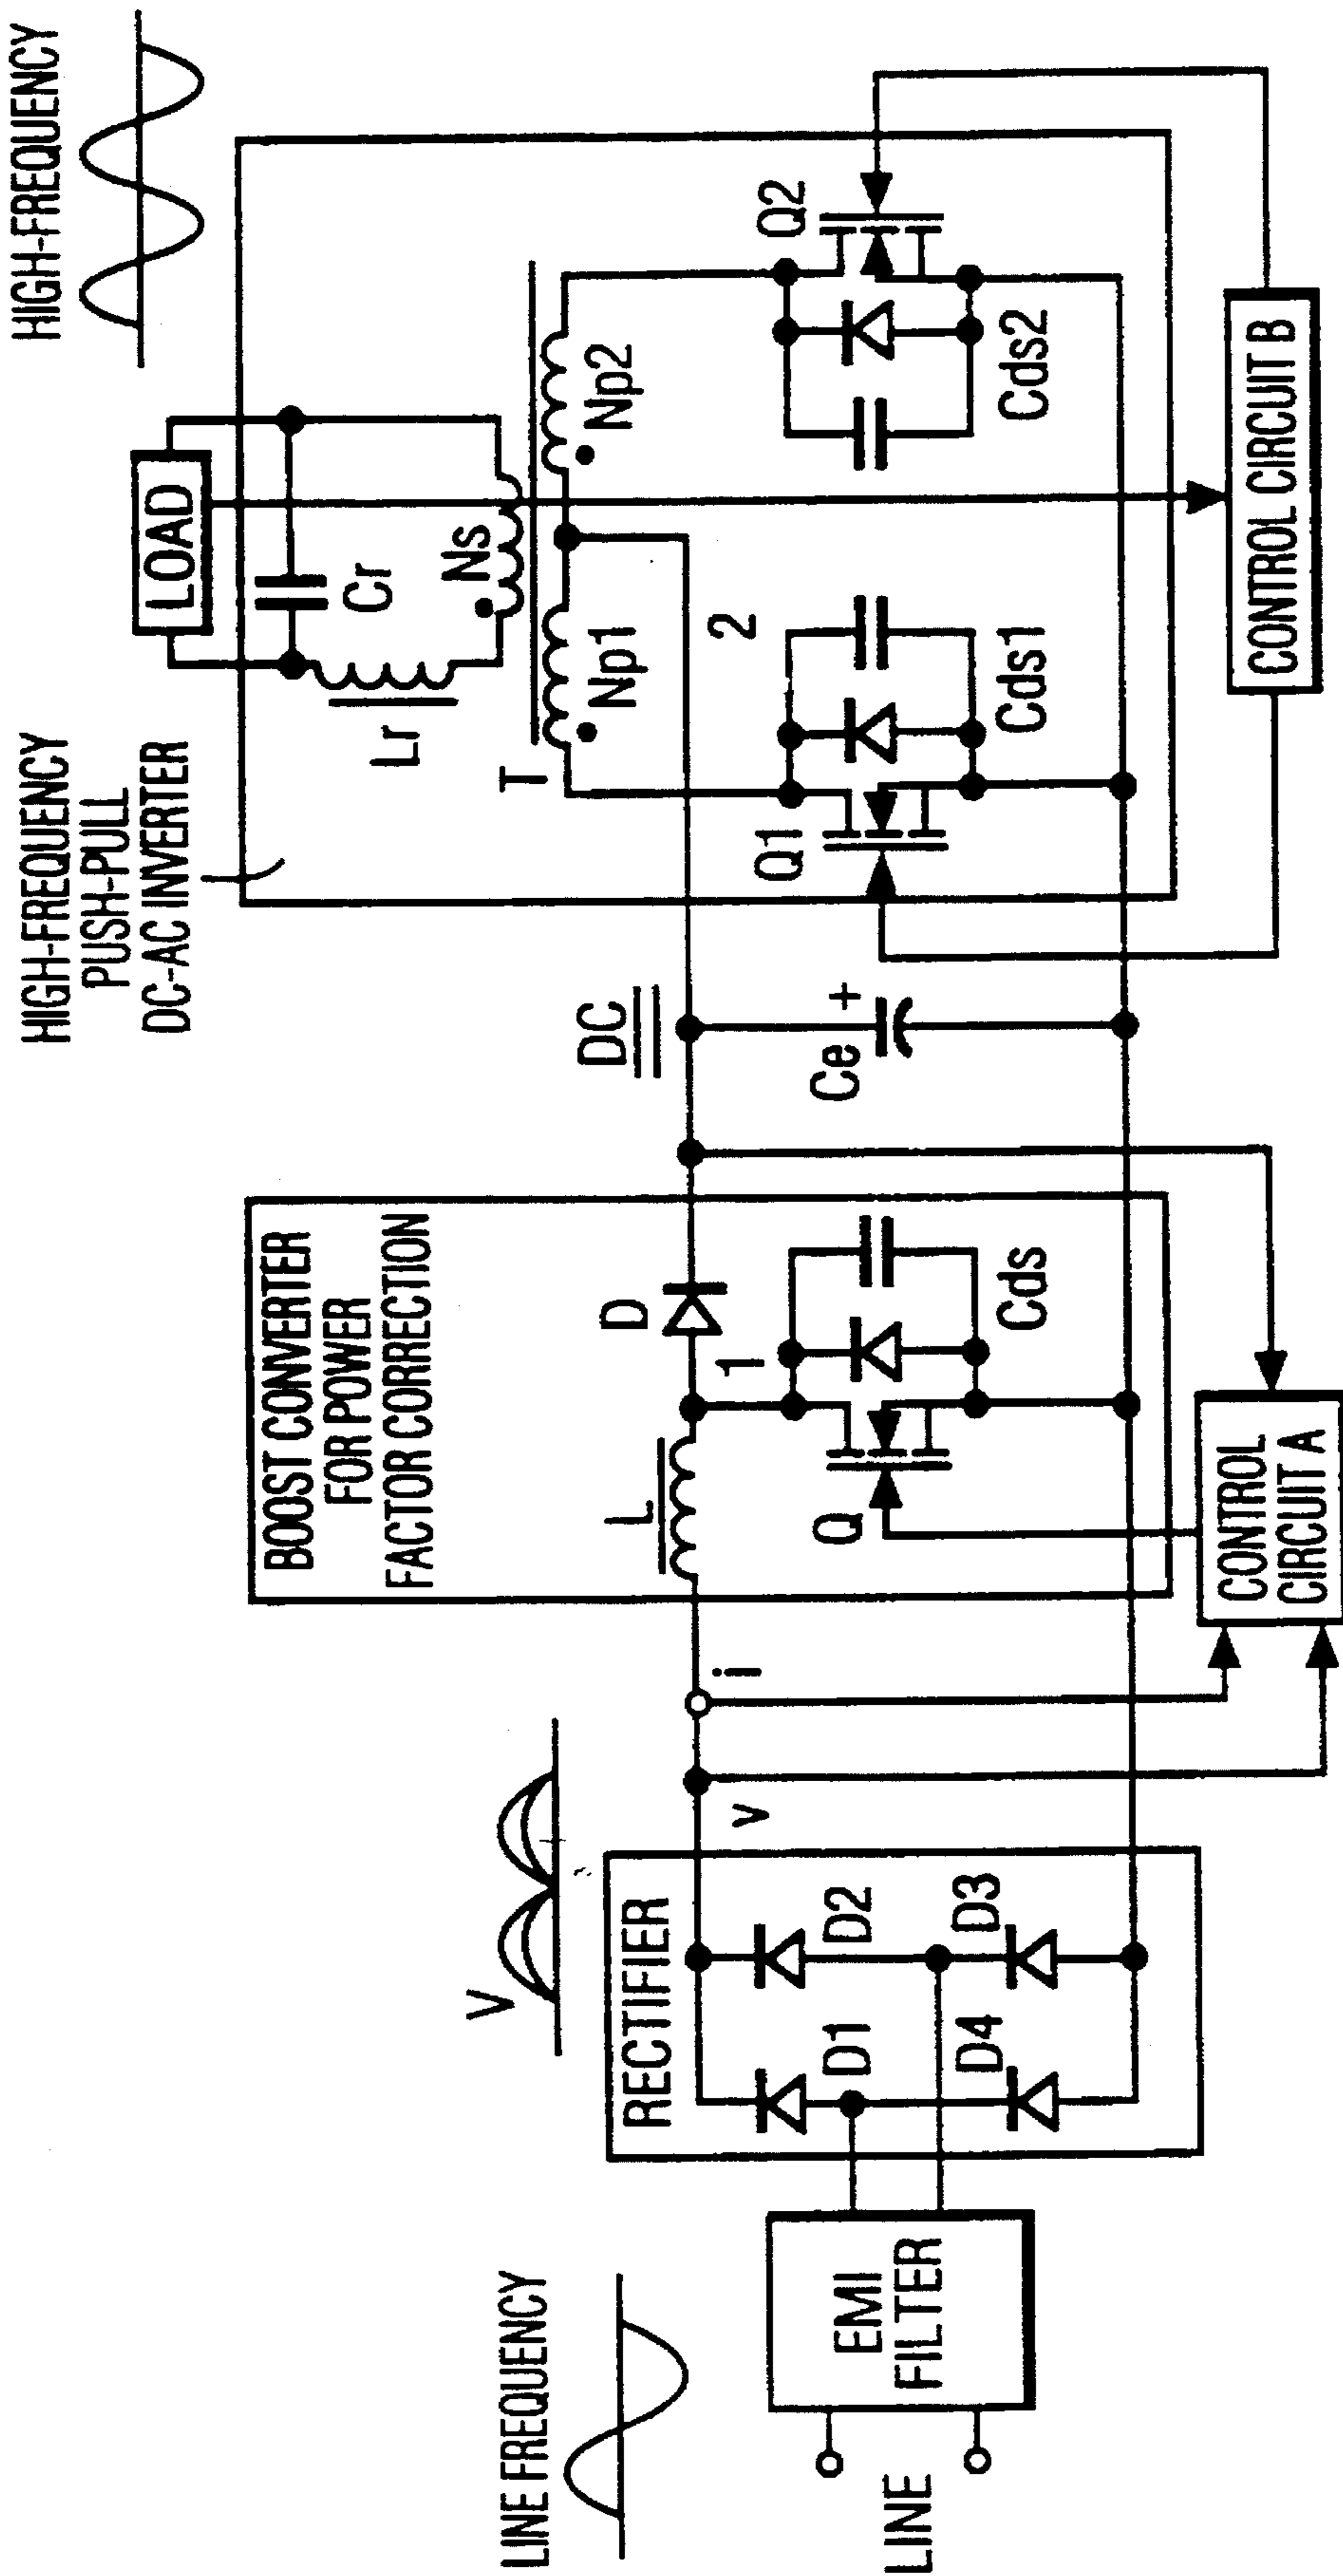 LINE FREQUENCY
LINE
EMI
FILTER
RECTIFIER
D1
D2
D4
D3
V
v
i
BOOST CONVERTER
FOR POWER
FACTOR CORRECTION
L
D
1
Q
Cds
CONTROL
CIRCUIT A
DC
Ce
+
HIGH-FREQUENCY
PUSH-PULL
DC-AC INVERTER
HIGH-FREQUENCY
LOAD
Cr
Lr
Ns
T
Np1
Np2
2
Q1
Cds1
Q2
Cds2
CONTROL CIRCUIT B